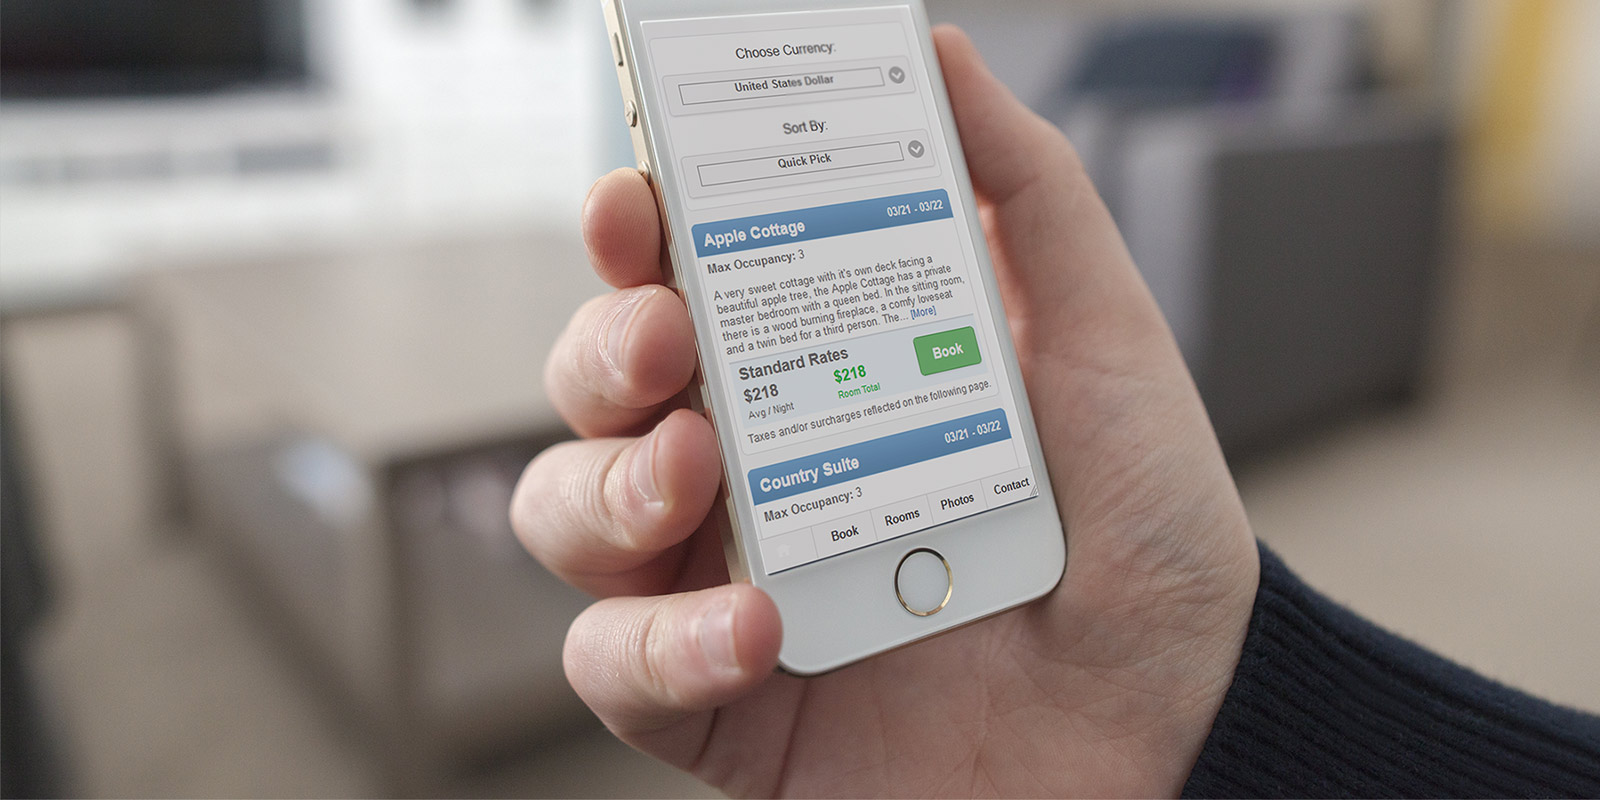 Choose Currency:
United States Dollar
Sort By:
Quick Pick
Apple Cottage 03/21 - 03/22
Max Occupancy: 3
A very sweet cottage with it's own deck facing a
beautiful apple tree, the Apple Cottage has a private
master bedroom with a queen bed. In the sitting room,
there is a wood burning fireplace, a comfy loveseat
and a twin bed for a third person. The... [More]
Standard Rates
$218 $218
Avg / Night Room Total
Book
Taxes and/or surcharges reflected on the following page.
Country Suite 03/21 - 03/22
Max Occupancy: 3
Book Rooms Photos Contact